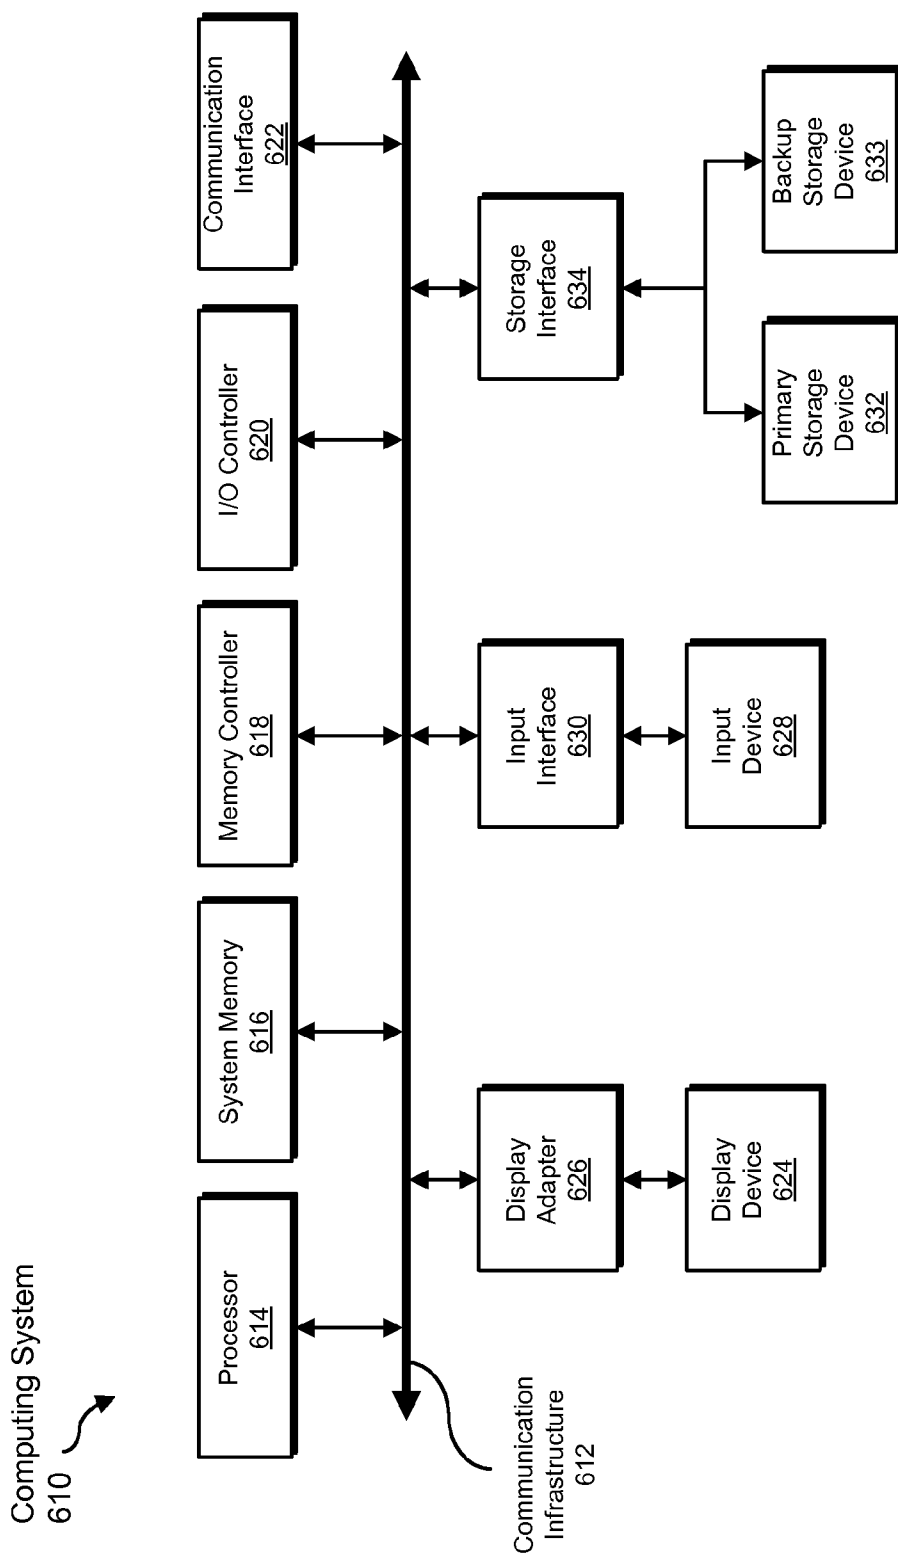 Computing System
610
Processor
614
System Memory
616
Memory Controller
618
I/O Controller
620
Communication
Interface
622
Communication
Infrastructure
612
Display
Adapter
626
Input
Interface
630
Storage
Interface
634
Display
Device
624
Input
Device
628
Primary
Storage
Device
632
Backup
Storage
Device
633